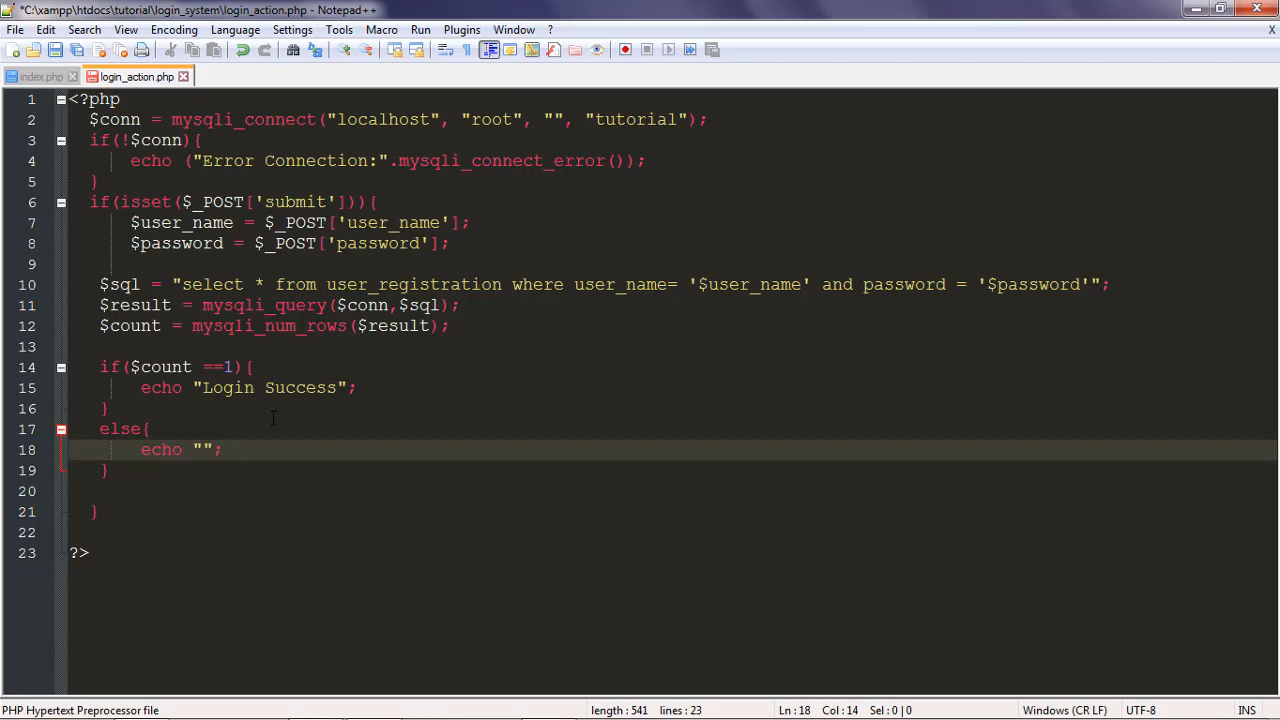 *C:\xampp\htdocs\tutorial\login_system\login_action.php - Notepad++
File Edit Search View Encoding Language Settings Tools Macro Run Plugins Window ? X
index.php login_action.php
1 <?php
2 $conn = mysqli_connect("localhost", "root", "", "tutorial");
3 if(!$conn){
4 echo ("Error Connection:".mysqli_connect_error());
5 }
6 if(isset($_POST['submit'])){
7 $user_name = $_POST['user_name'];
8 $password = $_POST['password'];
9
10 $sql = "select * from user_registration where user_name= '$user_name' and password = '$password'";
11 $result = mysqli_query($conn,$sql);
12 $count = mysqli_num_rows($result);
13
14 if($count ==1){
15 echo "Login Success";
16 }
17 else{
18 echo "";
19 }
20
21 }
22
23 ?>
PHP Hypertext Preprocessor file length : 541 lines : 23 Ln : 18 Col : 14 Sel : 0 | 0 Windows (CR LF) UTF-8 INS